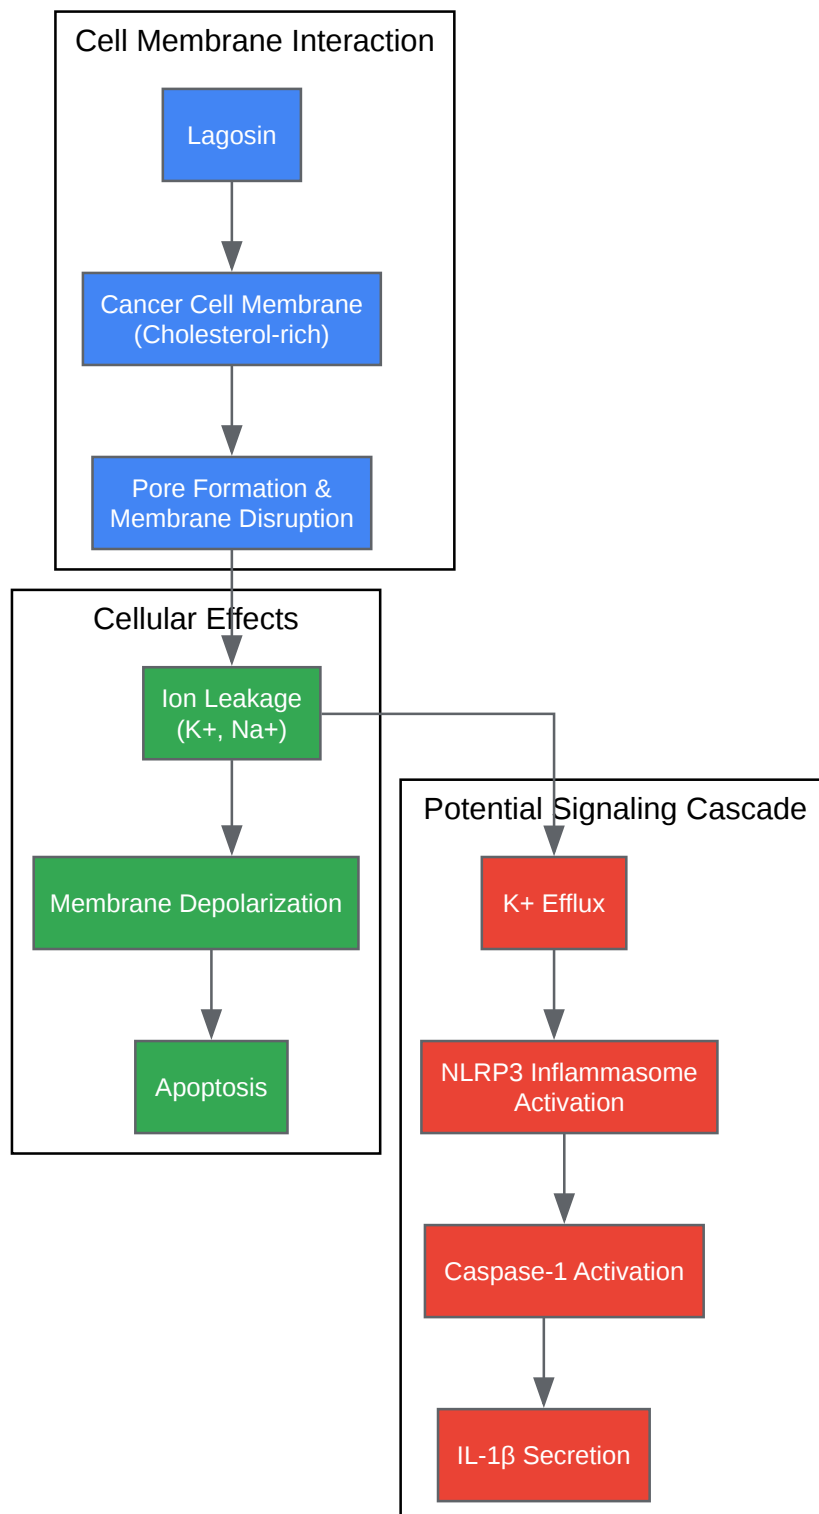 Cell Membrane Interaction
Lagosin
Cancer Cell Membrane
(Cholesterol-rich)
Pore Formation &
Membrane Disruption
Cellular Effects
Ion Leakage
(K+, Na+)
Membrane Depolarization
Apoptosis
Potential Signaling Cascade
K+ Efflux
NLRP3 Inflammasome
Activation
Caspase-1 Activation
IL-1β Secretion